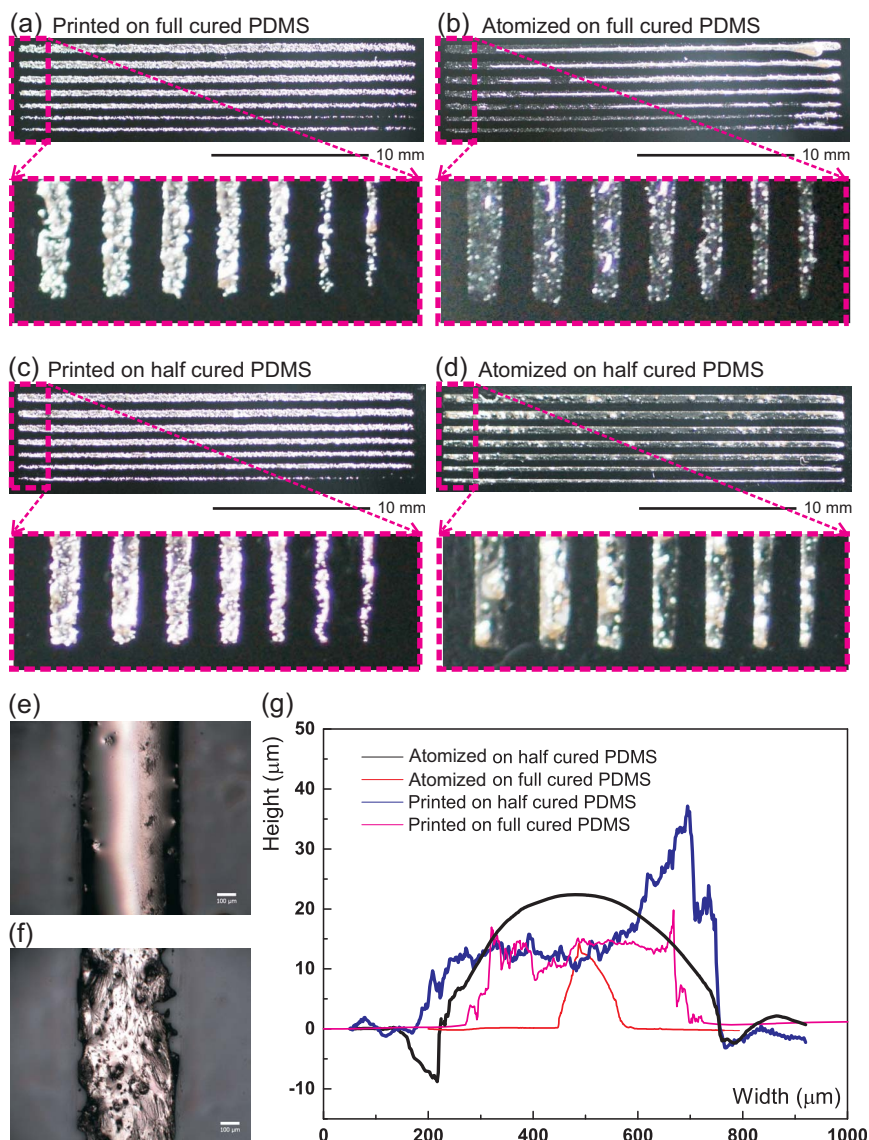 (a) Printed on full cured PDMS
(b) Atomized on full cured PDMS
10 mm
10 mm
(c) Printed on half cured PDMS
(d) Atomized on half cured PDMS
10 mm
10 mm
(e)
100 μm
(f)
100 μm
(g)
Height (μm)
50
40
30
20
10
0
-10
Atomized on half cured PDMS
Atomized on full cured PDMS
Printed on half cured PDMS
Printed on full cured PDMS
Width (μm)
0 200 400 600 800 1000